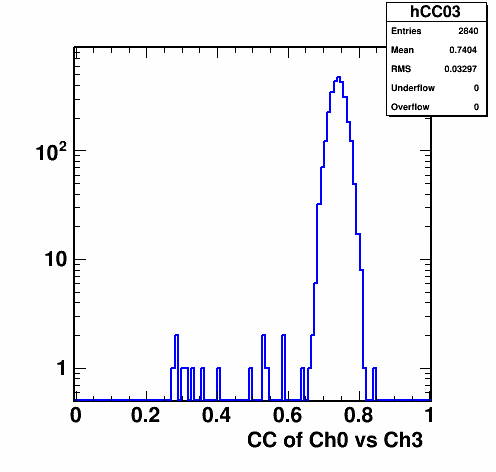 hCC03
Entries 2840
Mean 0.7404
RMS 0.03297
Underflow 0
Overflow 0
10²
10
1
0 0.2 0.4 0.6 0.8 1
CC of Ch0 vs Ch3